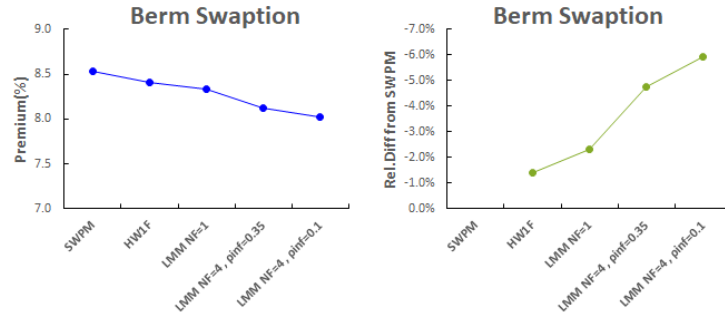 Berm Swaption
Premium(%)
9.0
8.5
8.0
7.5
7.0
SWPM
HW1F
LMM NF=1
LMM NF=4 , pinf=0.35
LMM NF=4 , pinf=0.1
Berm Swaption
Rel.Diff from SWPM
-7.0%
-6.0%
-5.0%
-4.0%
-3.0%
-2.0%
-1.0%
0.0%
SWPM
HW1F
LMM NF=1
LMM NF=4 , pinf=0.35
LMM NF=4 , pinf=0.1